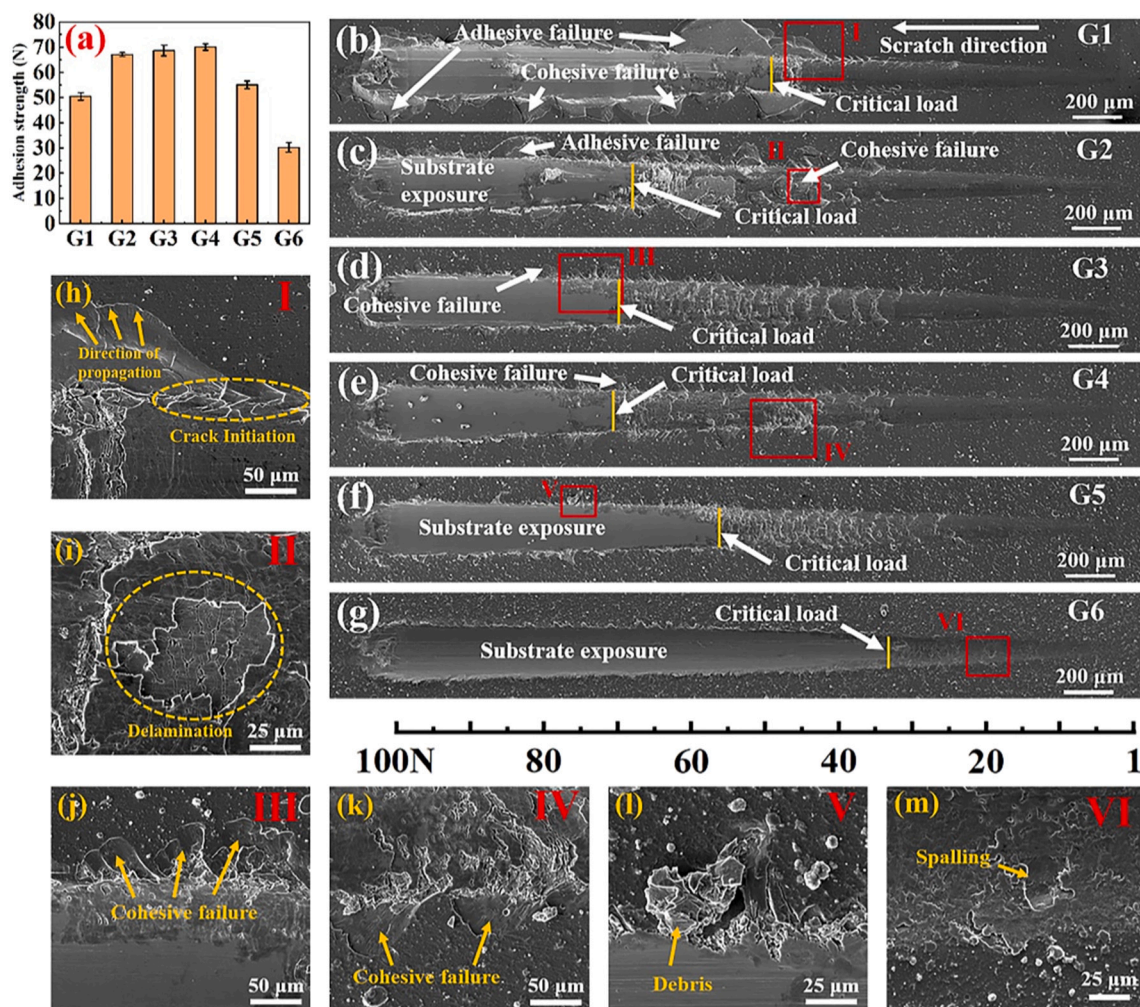 (a)
Adhesion strength (N)
80
70
60
50
40
30
20
10
0
G1 G2 G3 G4 G5 G6
(b)
Adhesive failure
I
Scratch direction
G1
Cohesive failure
Critical load
200 μm
(c)
Adhesive failure
II
Cohesive failure
G2
Substrate
exposure
Critical load
200 μm
(d)
III
G3
Cohesive failure
Critical load
200 μm
(e)
Cohesive failure
Critical load
G4
IV
200 μm
(f)
V
G5
Substrate exposure
Critical load
200 μm
(g)
Critical load
VI
G6
Substrate exposure
200 μm
100N 80 60 40 20 1
(h)
I
Direction of
propagation
Crack Initiation
50 μm
(i)
II
Delamination
25 μm
(j)
III
Cohesive failure
50 μm
(k)
IV
Cohesive failure
50 μm
(l)
V
Debris
25 μm
(m)
VI
Spalling
25 μm